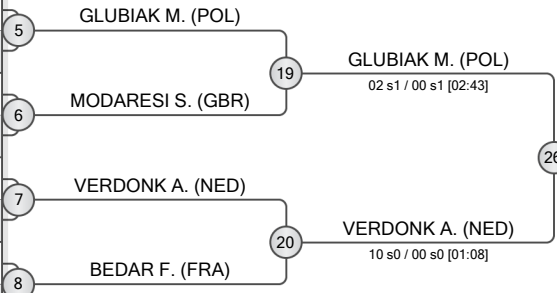 GLUBIAK M. (POL)
5
19
GLUBIAK M. (POL)
02 s1 / 00 s1 [02:43]
MODARESI S. (GBR)
6
26
VERDONK A. (NED)
7
20
VERDONK A. (NED)
10 s0 / 00 s0 [01:08]
BEDAR F. (FRA)
8